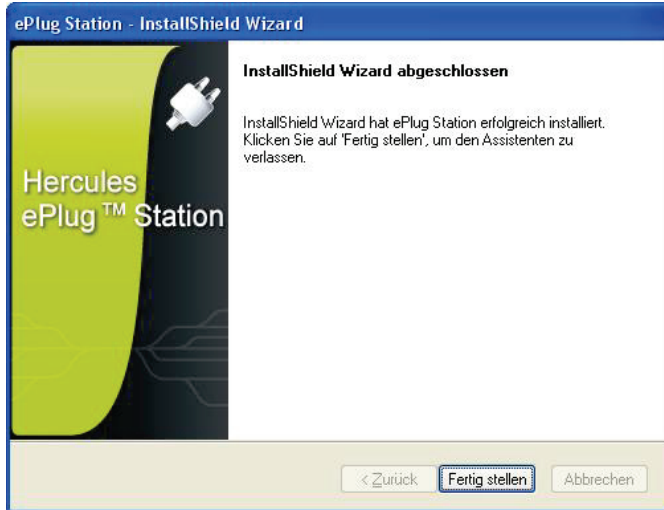 ePlug Station - InstallShield Wizard
Hercules
ePlug™ Station
InstallShield Wizard abgeschlossen
InstallShield Wizard hat ePlug Station erfolgreich installiert.
Klicken Sie auf 'Fertig stellen', um den Assistenten zu
verlassen.
< Zurück
Fertig stellen
Abbrechen